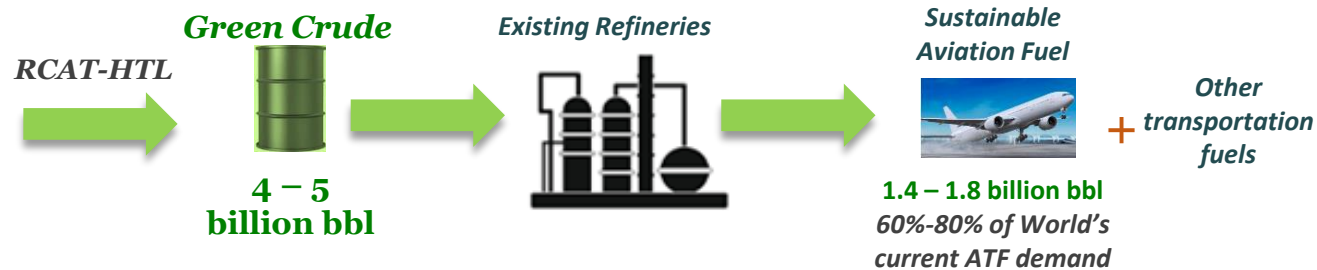 RCAT-HTL
Green Crude
4 – 5
billion bbl
Existing Refineries
Sustainable
Aviation Fuel
1.4 – 1.8 billion bbl
60%-80% of World's
current ATF demand
+
Other
transportation
fuels